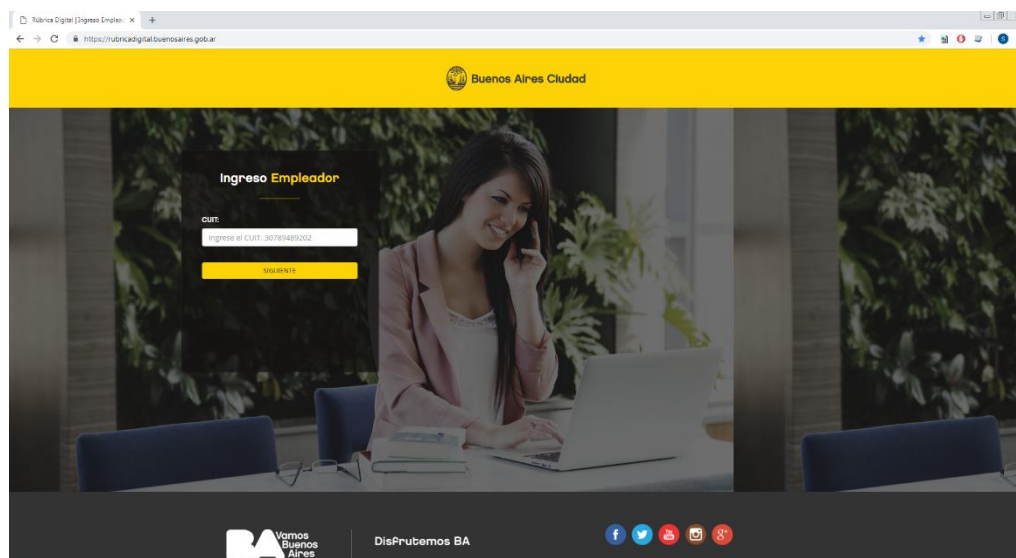 Rúbrica Digital | Ingreso Emplea
https://rubricadigital.buenosaires.gob.ar
S
Buenos Aires Ciudad
Ingreso Empleador
CUIT:
Ingrese el CUIT: 30789489202
SIGUIENTE
BA
Vamos
Buenos
Aires
Disfrutemos BA